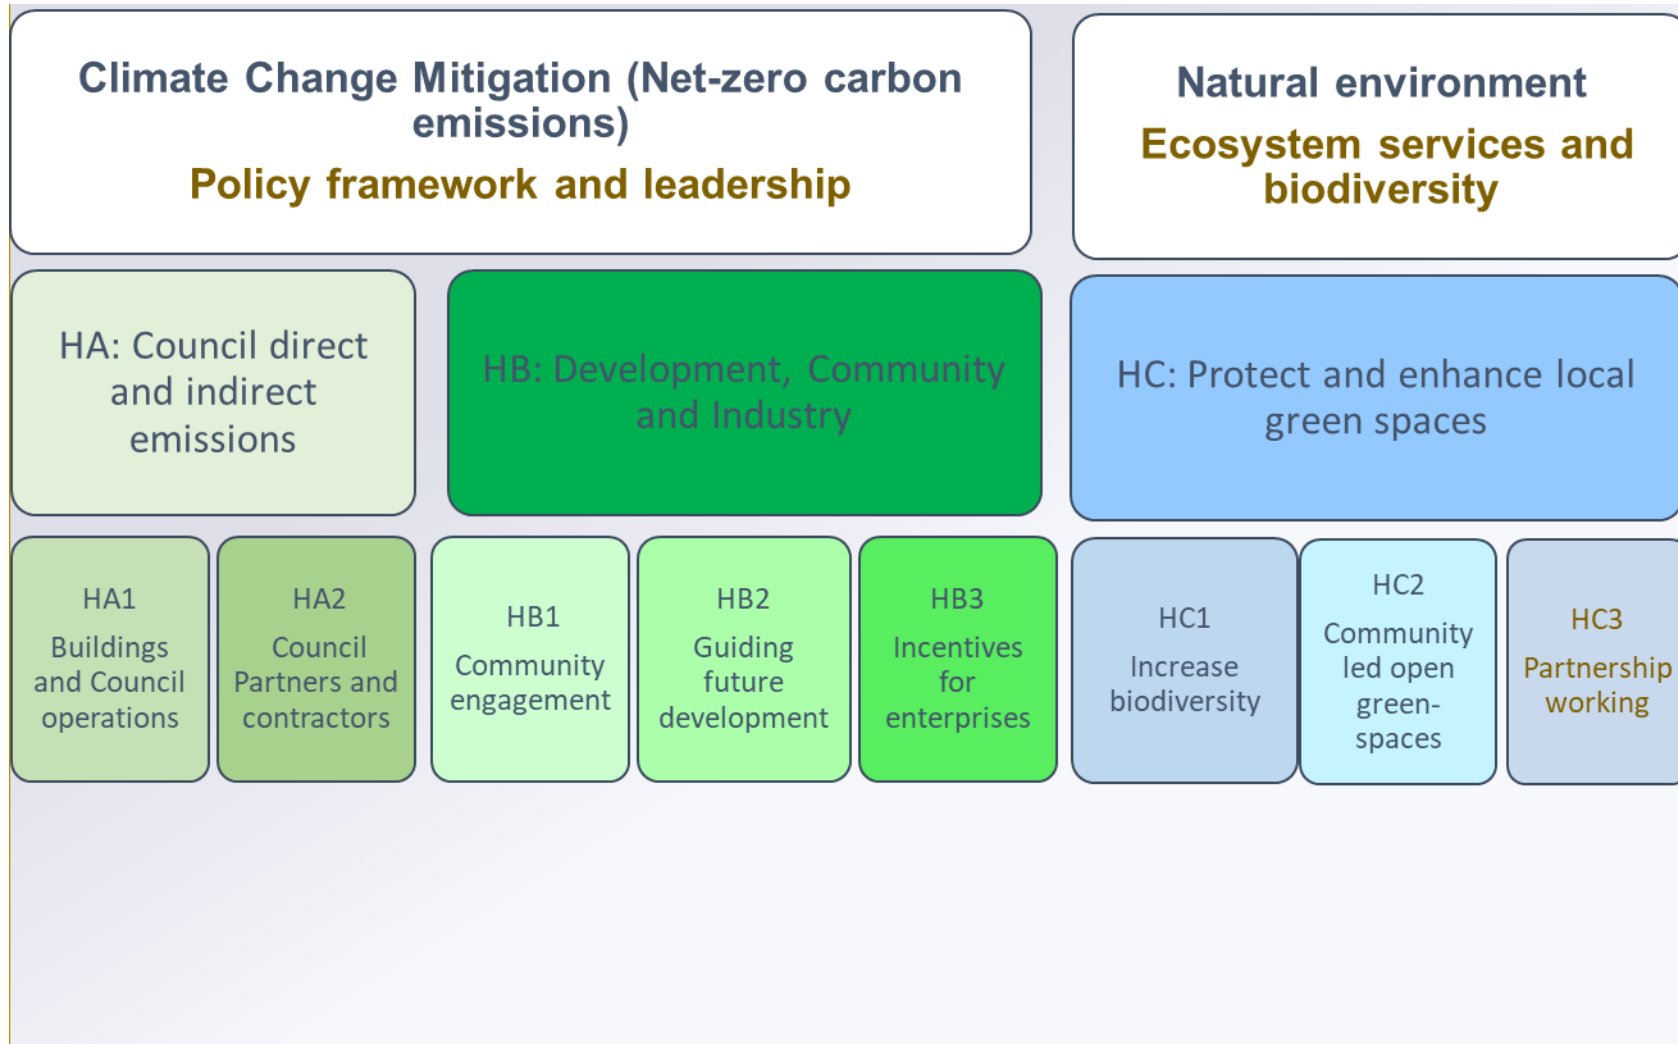 Climate Change Mitigation (Net-zero carbon
emissions)
Policy framework and leadership
Natural environment
Ecosystem services and
biodiversity
HA: Council direct
and indirect
emissions
HB: Development, Community
and Industry
HC: Protect and enhance local
green spaces
HA1
Buildings
and Council
operations
HA2
Council
Partners and
contractors
HB1
Community
engagement
HB2
Guiding
future
development
HB3
Incentives
for
enterprises
HC1
Increase
biodiversity
HC2
Community
led open
green-
spaces
HC3
Partnership
working